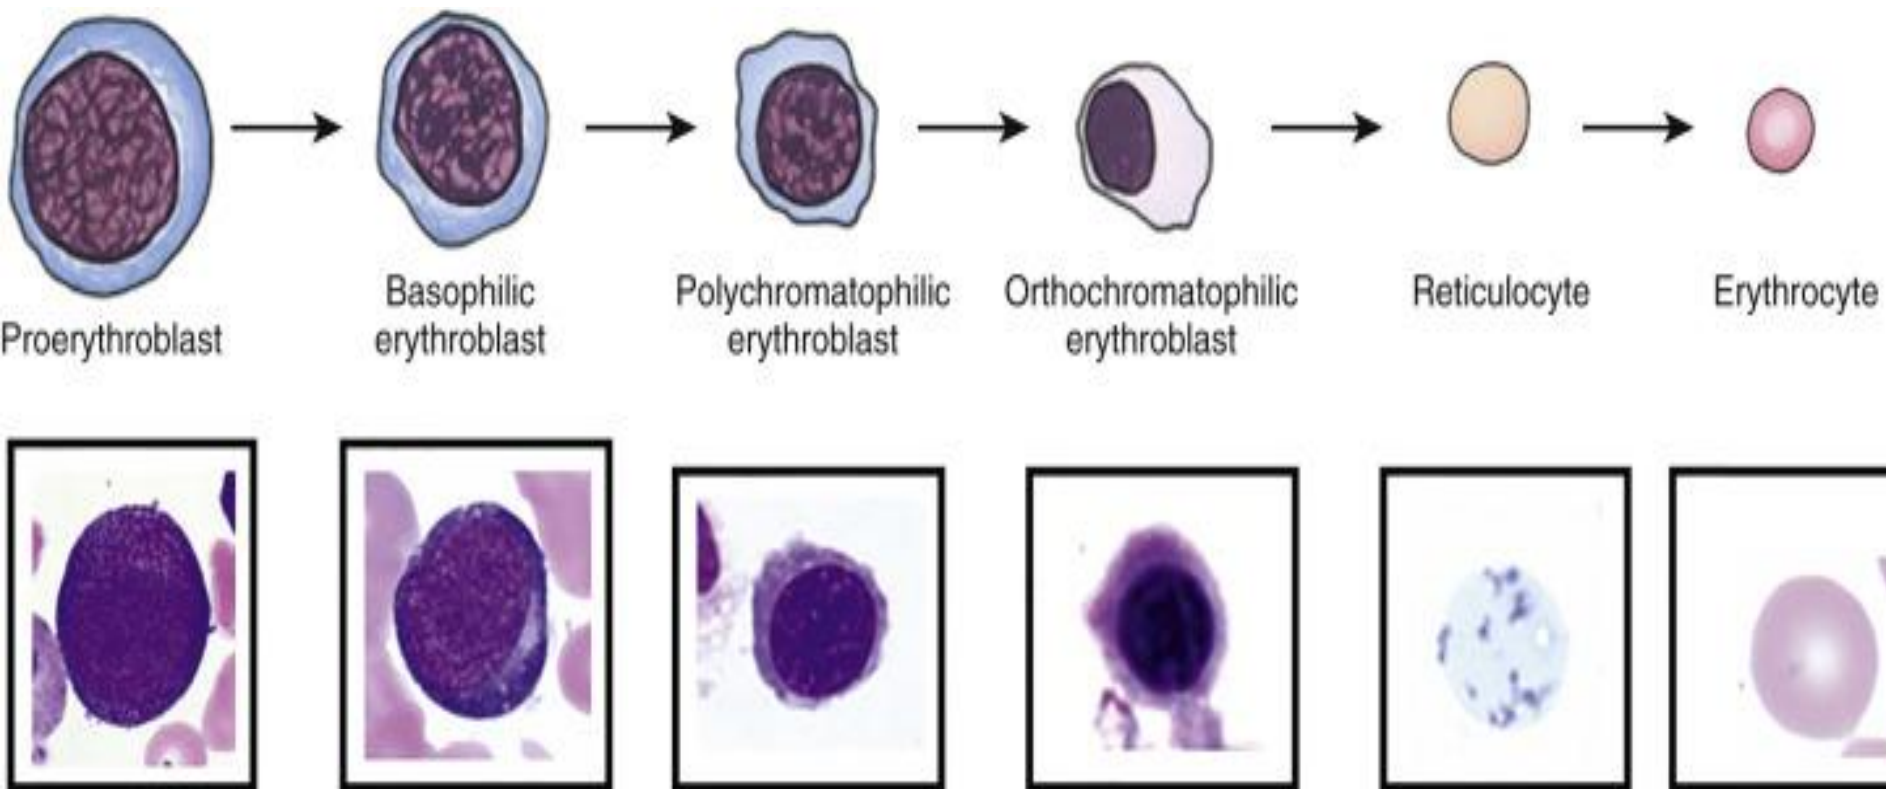 Proerythroblast
Basophilic
erythroblast
Polychromatophilic
erythroblast
Orthochromatophilic
erythroblast
Reticulocyte
Erythrocyte